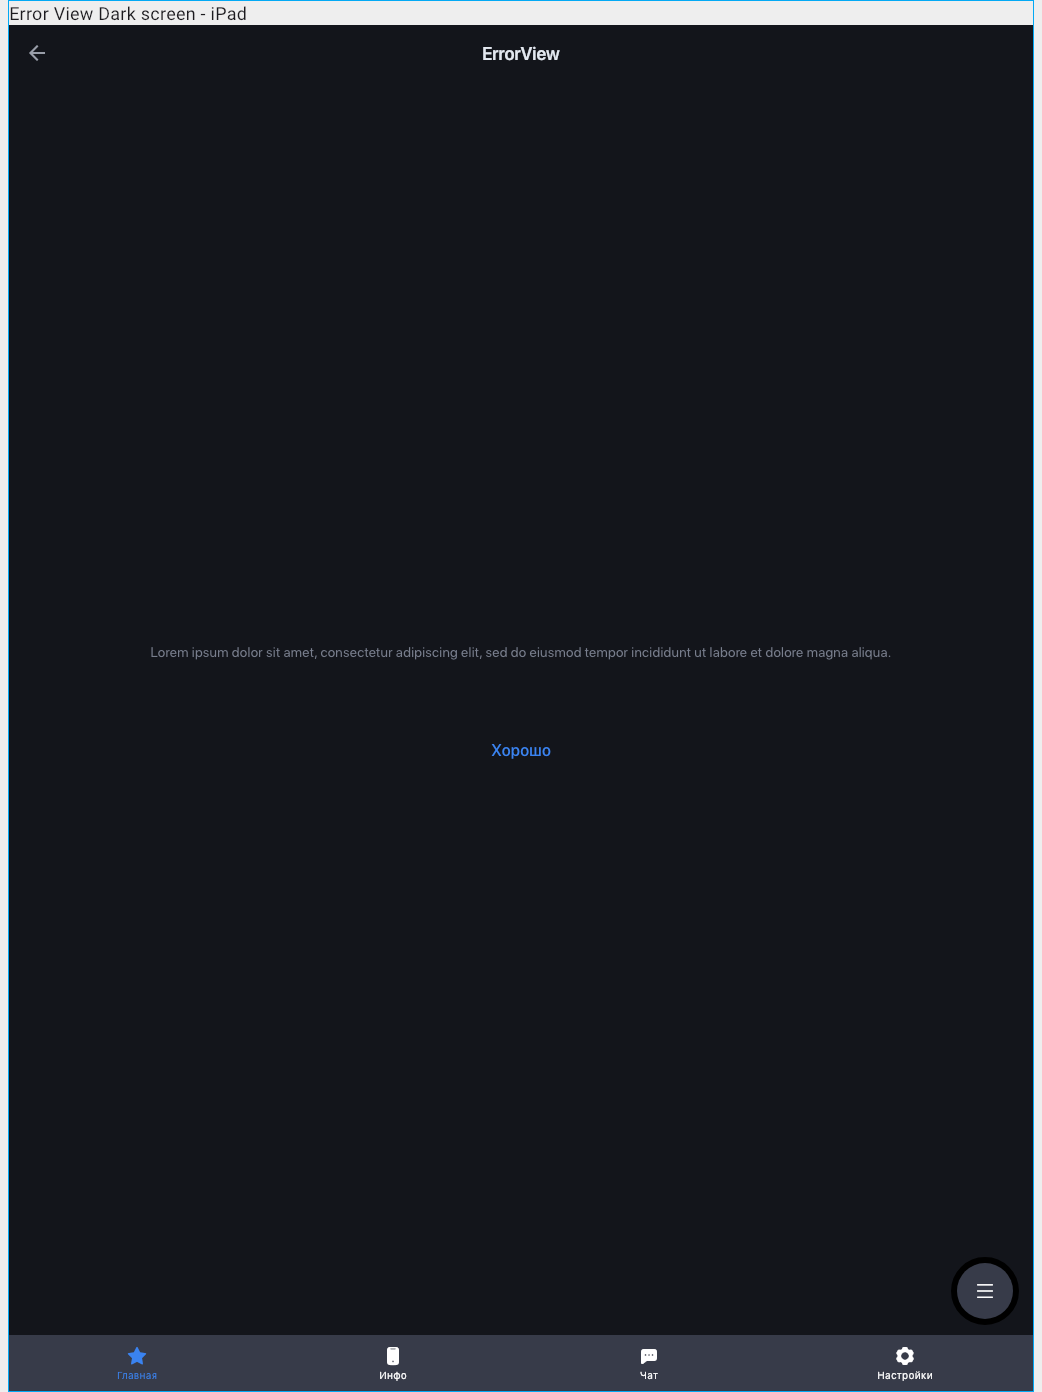 Error View Dark screen - iPad
ErrorView
Lorem ipsum dolor sit amet, consectetur adipiscing elit, sed do eiusmod tempor incididunt ut labore et dolore magna aliqua.
Хорошо
Главная
Инфо
Чат
Настройки